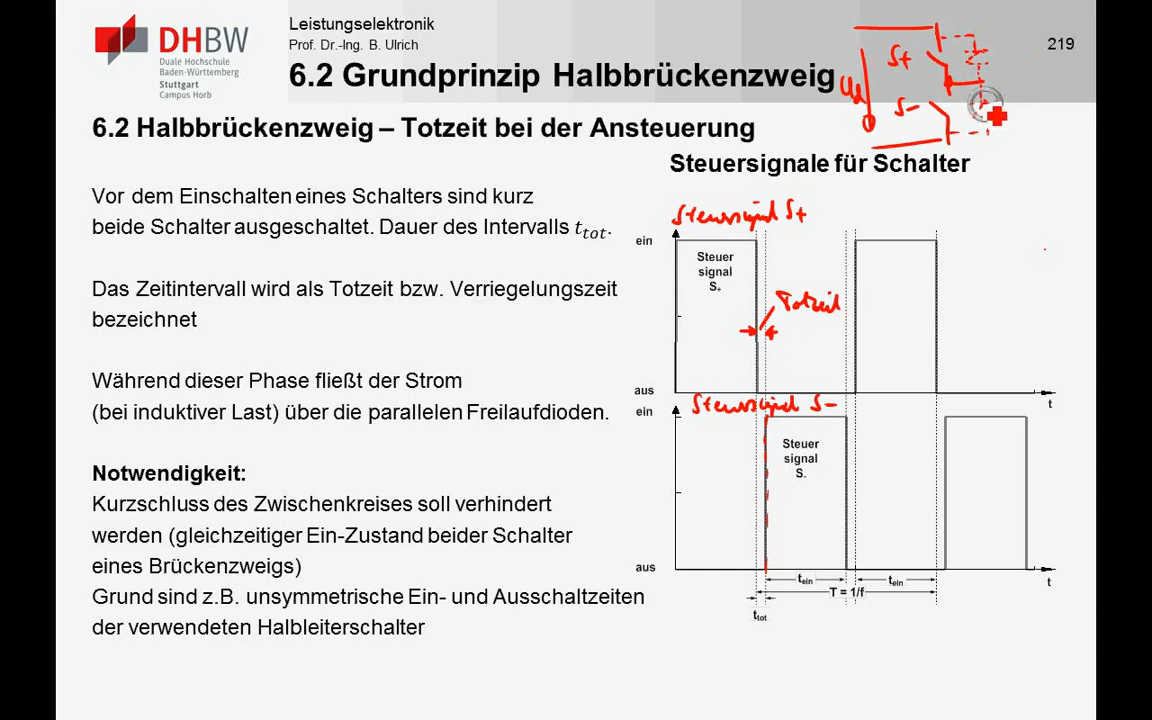 DHBW
Duale Hochschule
Baden-Württemberg
Stuttgart
Campus Horb
Leistungselektronik
Prof. Dr.-Ing. B. Ulrich
219
6.2 Grundprinzip Halbbrückenzweig
S+
Ud
S-
6.2 Halbbrückenzweig – Totzeit bei der Ansteuerung
Steuersignale für Schalter
Vor dem Einschalten eines Schalters sind kurz
beide Schalter ausgeschaltet. Dauer des Intervalls t_tot.
Das Zeitintervall wird als Totzeit bzw. Verriegelungszeit
bezeichnet
Während dieser Phase fließt der Strom
(bei induktiver Last) über die parallelen Freilaufdioden.
Notwendigkeit:
Kurzschluss des Zwischenkreises soll verhindert
werden (gleichzeitiger Ein-Zustand beider Schalter
eines Brückenzweigs)
Grund sind z.B. unsymmetrische Ein- und Ausschaltzeiten
der verwendeten Halbleiterschalter
Steuersignal S+
ein
Steuer
signal
S+
Totzeit
aus
t
Steuersignal S-
ein
Steuer
signal
S-
aus
t
tein
tein
T = 1/f
ttot